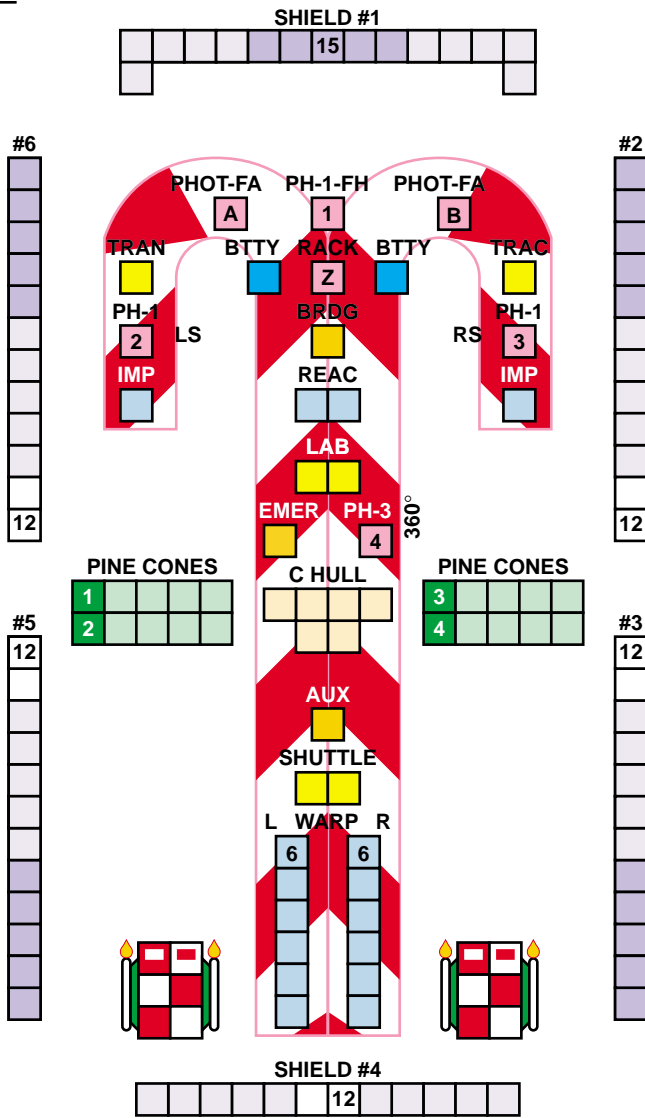 SHIELD #1
15
#6
#2
PHOT-FA PH-1-FH PHOT-FA
A 1 B
TRAN BTTY RACK BTTY TRAC
Z
PH-1 BRDG PH-1
2 LS RS 3
IMP REAC IMP
LAB
12 EMER PH-3 360° 12
4
PINE CONES C HULL PINE CONES
1 3
2 4
#5 #3
12 12
AUX
SHUTTLE
L WARP R
6 6
SHIELD #4
12